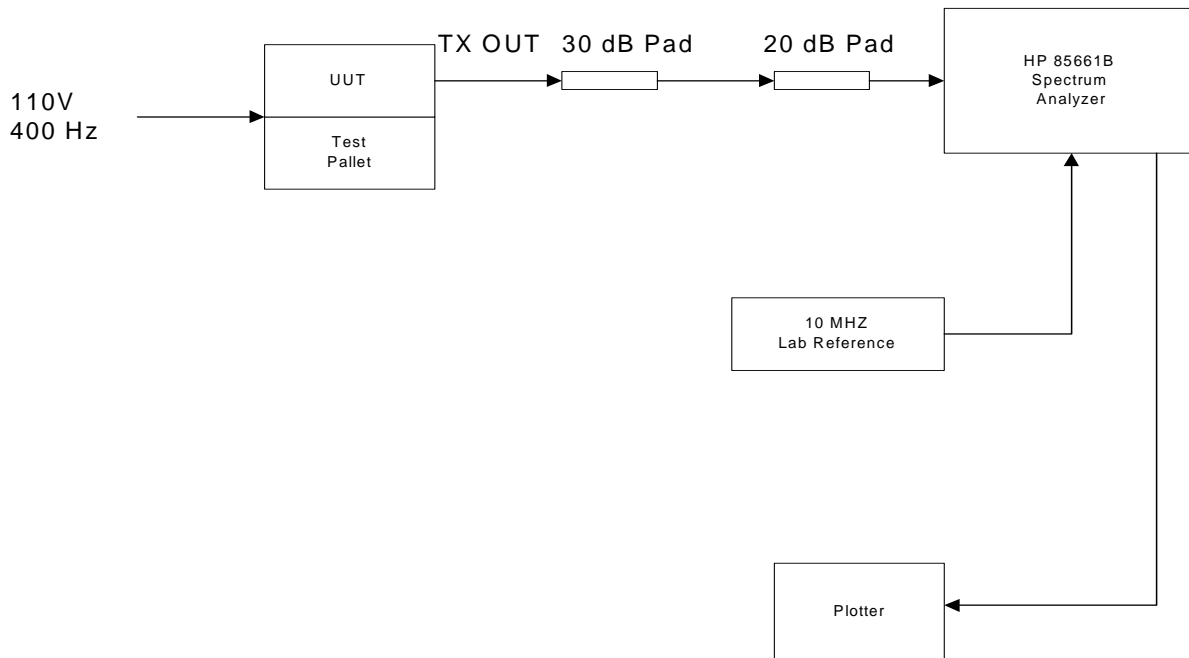 TX OUT 30 dB Pad 20 dB Pad
HP 85661B
Spectrum
Analyzer
UUT
110V
400 Hz
Test
Pallet
10 MHZ
Lab Reference
Plotter